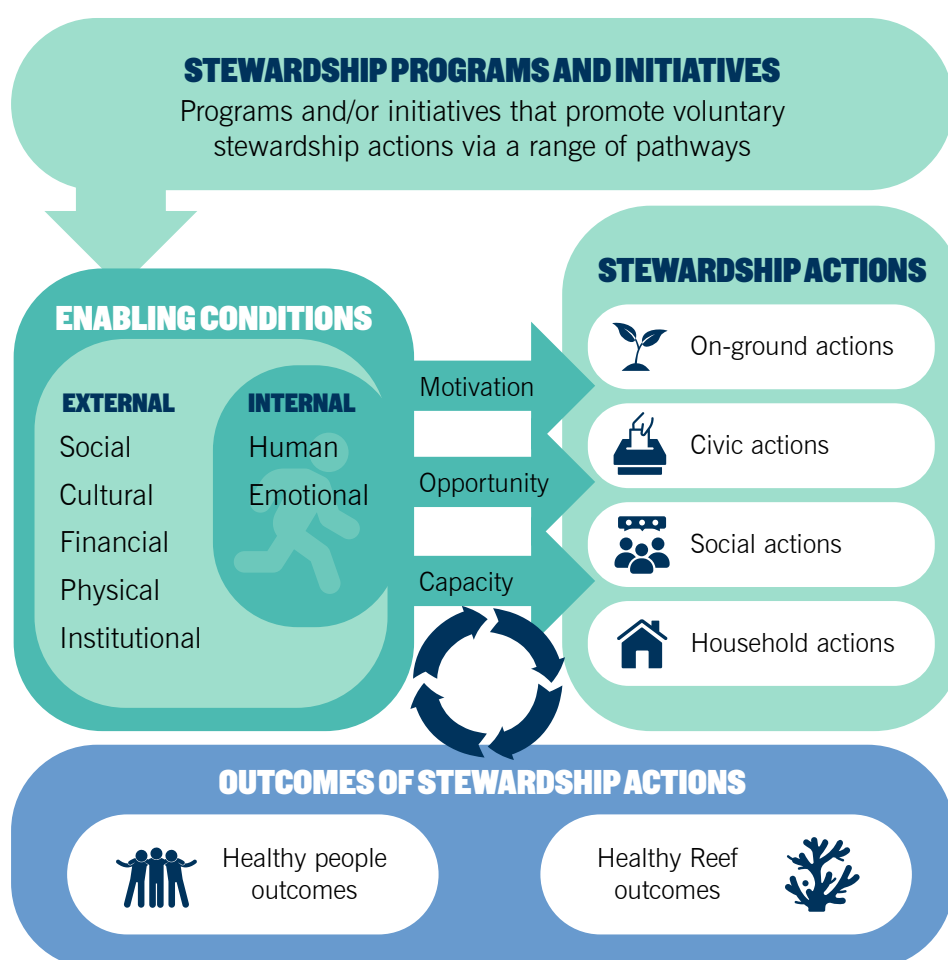 STEWARDSHIP PROGRAMS AND INITIATIVES
Programs and/or initiatives that promote voluntary
stewardship actions via a range of pathways
ENABLING CONDITIONS
EXTERNAL
Social
Cultural
Financial
Physical
Institutional
INTERNAL
Human
Emotional
Motivation
Opportunity
Capacity
STEWARDSHIP ACTIONS
On-ground actions
Civic actions
Social actions
Household actions
OUTCOMES OF STEWARDSHIP ACTIONS
Healthy people
outcomes
Healthy Reef
outcomes